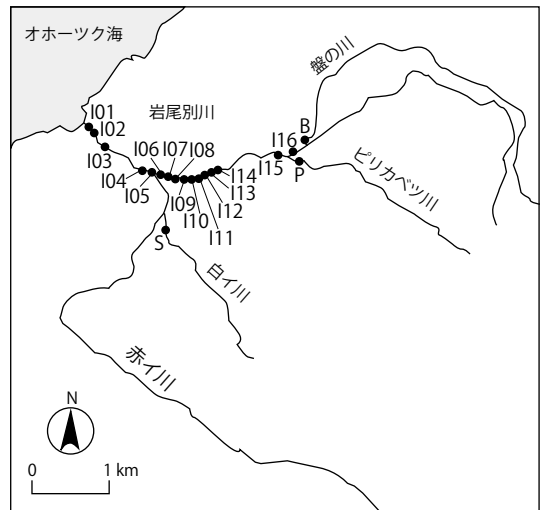 オホーツク海
盤の川
岩尾別川
I01
I02
I03
I04
I05
I06
I07
I08
I09
I10
I11
I12
I13
I14
I15
I16
B
P
ピリカベツ川
S
白イ川
赤イ川
N
0 1 km